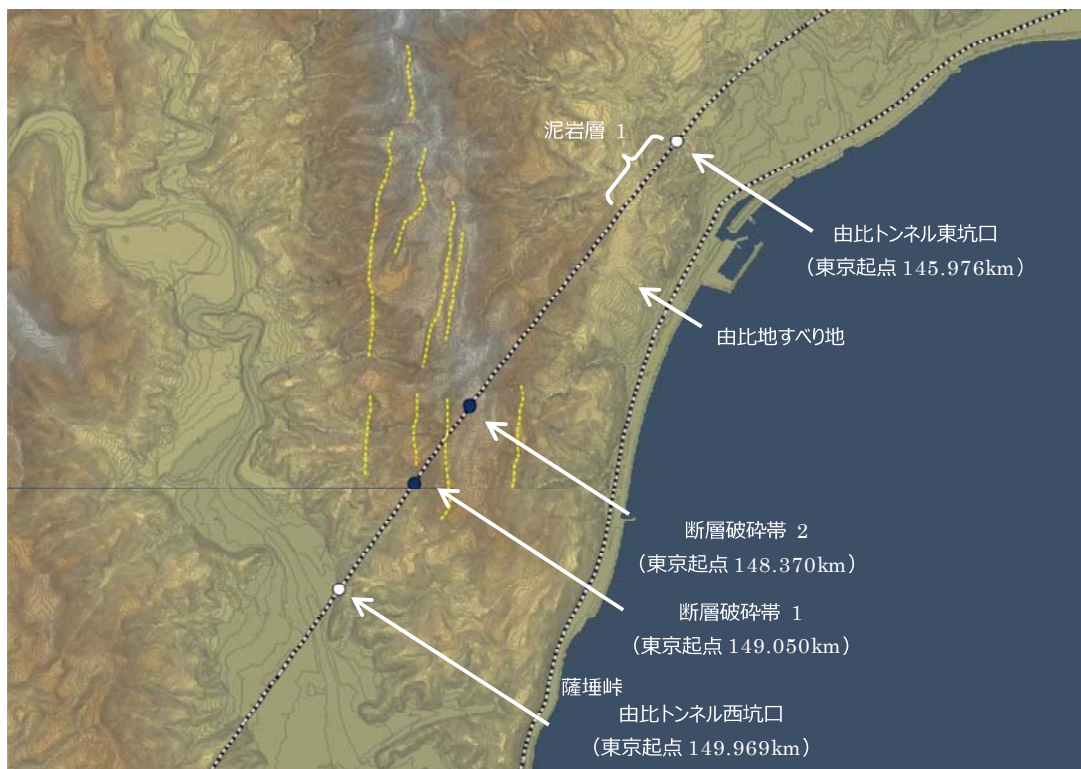 泥岩層 1
由比トンネル東坑口
（東京起点 145.976km）
由比地すべり地
断層破砕帯 2
（東京起点 148.370km）
断層破砕帯 1
（東京起点 149.050km）
薩埵峠
由比トンネル西坑口
（東京起点 149.969km）